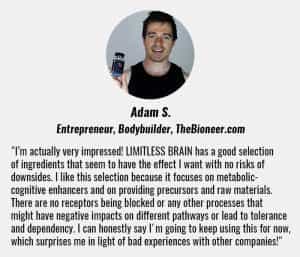 Adam S.
Entrepreneur, Bodybuilder, TheBioneer.com
"I'm actually very impressed! LIMITLESS BRAIN has a good selection
of ingredients that seem to have the effect I want with no risks of
downsides. I like this selection because it focuses on metabolic-
cognitive enhancers and on providing precursors and raw materials.
There are no receptors being blocked or any other processes that
might have negative impacts on different pathways or lead to tolerance
and dependency. I can honestly say I'm going to keep using this for now,
which surprises me in light of bad experiences with other companies!"